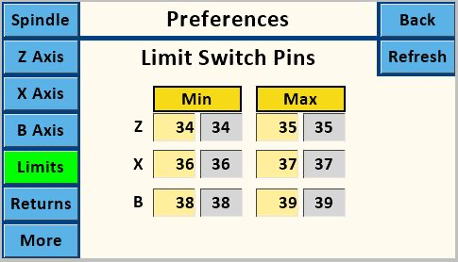 Spindle Preferences Back
Z Axis Limit Switch Pins Refresh
X Axis Min Max
B Axis Z 34 34 35 35
Limits X 36 36 37 37
Returns B 38 38 39 39
More